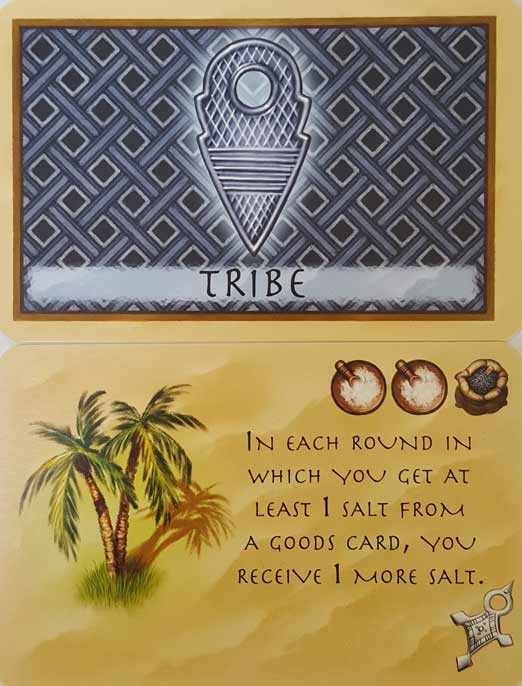 TRIBE
IN EACH ROUND IN
WHICH YOU GET AT
LEAST 1 SALT FROM
A GOODS CARD, YOU
RECEIVE 1 MORE SALT.